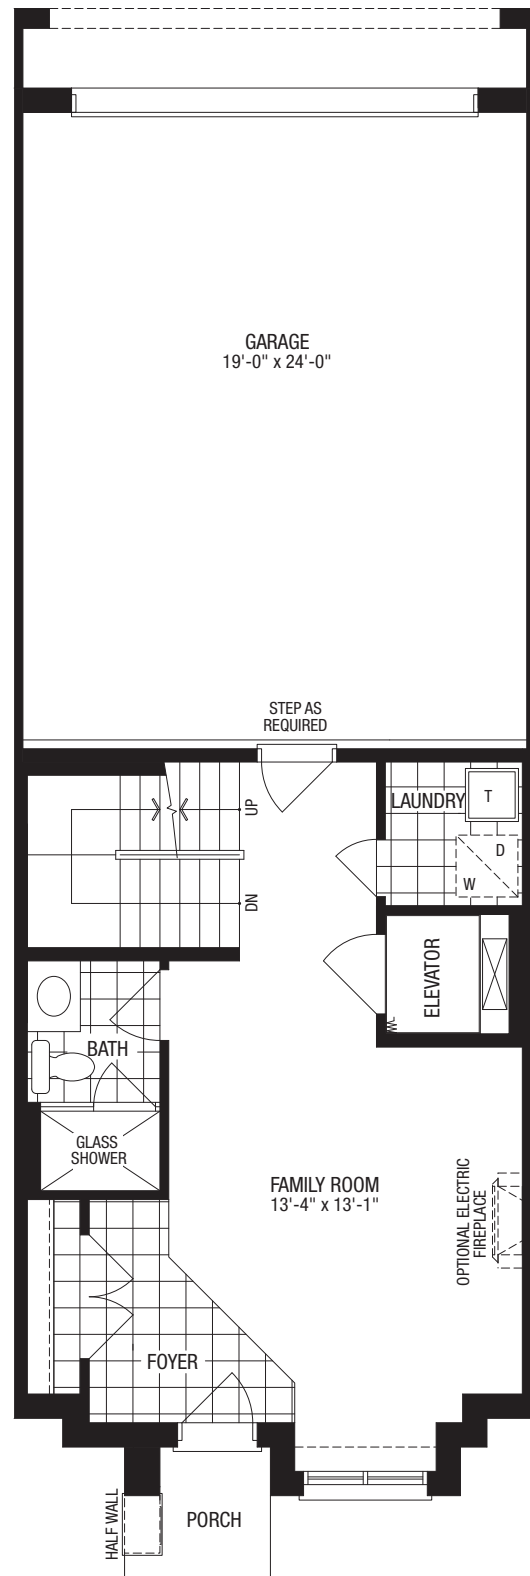 GARAGE
19'-0" x 24'-0"
STEP AS
REQUIRED
UP
DN
LAUNDRY
T
D
W
ELEVATOR
BATH
GLASS
SHOWER
FAMILY ROOM
13'-4" x 13'-1"
OPTIONAL ELECTRIC
FIREPLACE
FOYER
HALF WALL
PORCH